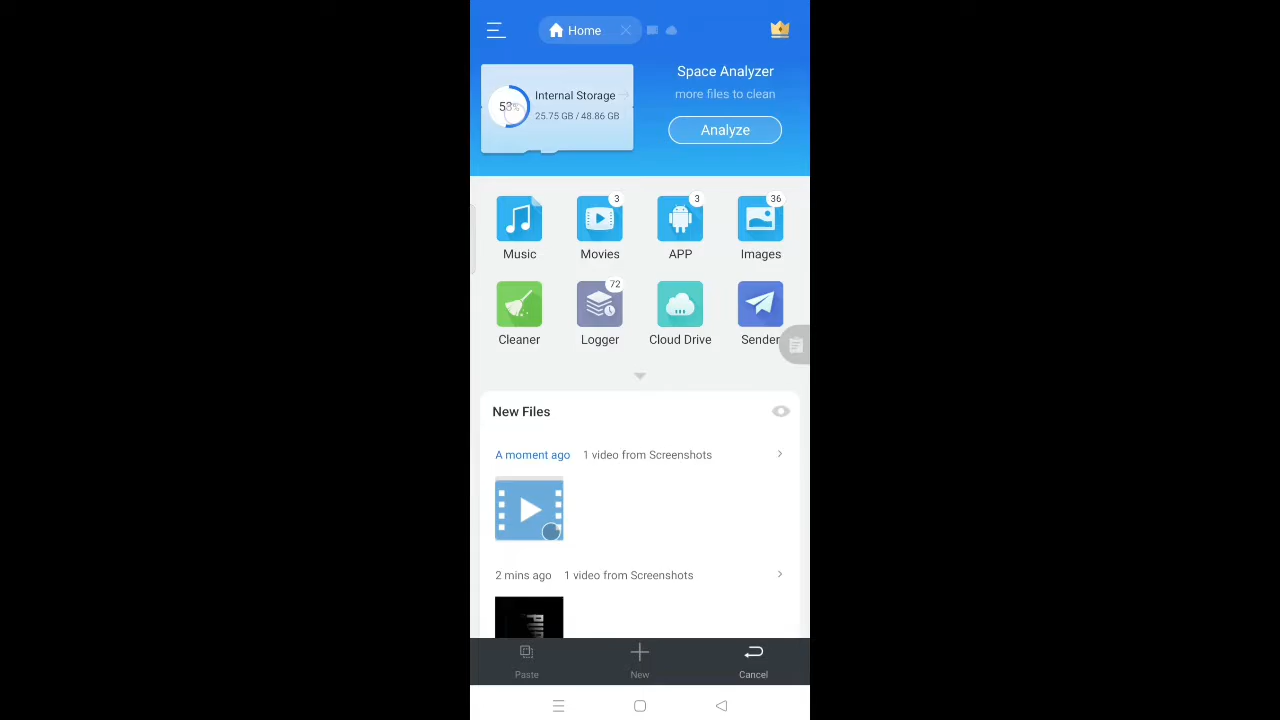 Home
Space Analyzer
more files to clean
Analyze
53%
Internal Storage
25.75 GB / 48.86 GB
3
3
36
Music
Movies
APP
Images
72
Cleaner
Logger
Cloud Drive
Sender
New Files
A moment ago
1 video from Screenshots
2 mins ago
1 video from Screenshots
Paste
New
Cancel